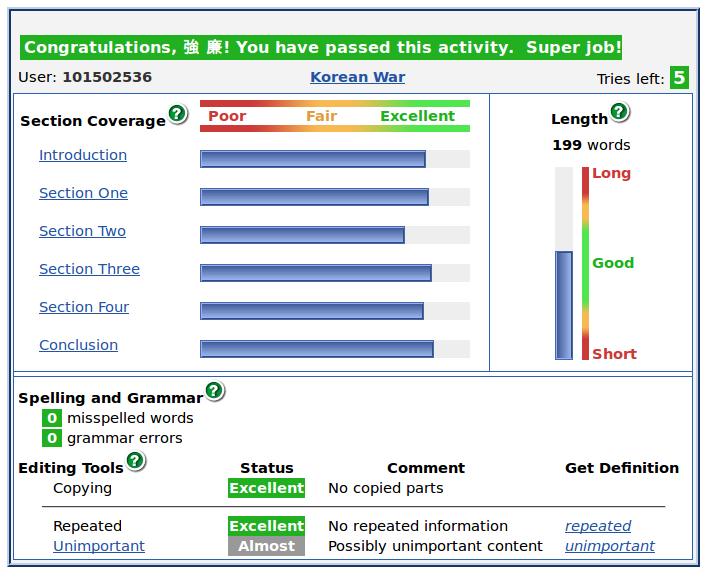 Congratulations, 強 廉! You have passed this activity.  Super job!
User: 101502536 Korean War Tries left: 5
Section Coverage ? Poor Fair Excellent
Length ?
199 words
Introduction
Section One
Section Two
Section Three
Section Four
Conclusion
Long
Good
Short
Spelling and Grammar ?
0 misspelled words
0 grammar errors
Editing Tools ? Status Comment Get Definition
Copying Excellent No copied parts
Repeated Excellent No repeated information repeated
Unimportant Almost Possibly unimportant content unimportant